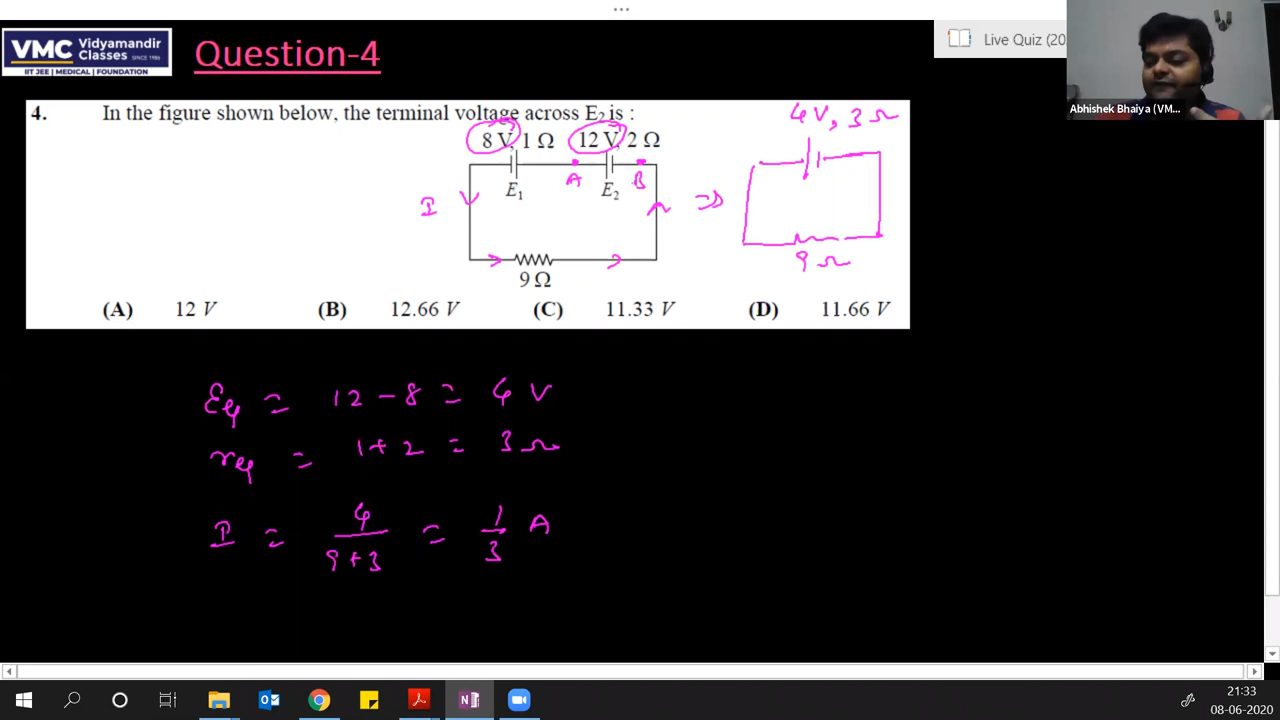 VMC Vidyamandir Classes SINCE 1986
IIT JEE | MEDICAL | FOUNDATION
Question-4
Live Quiz (20
Abhishek Bhaiya (VM...
4. In the figure shown below, the terminal voltage across E₂ is :
8 V, 1 Ω 12 V, 2 Ω
A B
E₁ E₂
I
9 Ω
⇒
4 V, 3 Ω
9 Ω
(A) 12 V (B) 12.66 V (C) 11.33 V (D) 11.66 V
Eeq = 12 - 8 = 4 V
req = 1 + 2 = 3 Ω
I = 4/(9+3) = 1/3 A
21:33
08-06-2020